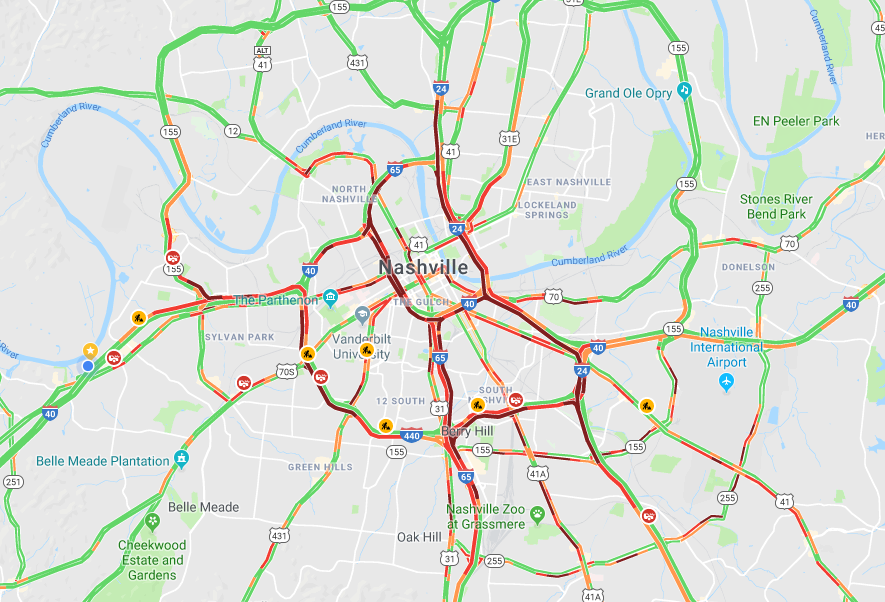 155
155
ALT
41
431
24
155
Grand Ole Opry
Cumberland River
45
Cumberland River
155
12
Cumberland River
31E
EN Peeler Park
HER
41
65
EAST NASHVILLE
155
NORTH
NASHVILLE
LOCKELAND
SPRINGS
Stones River
Bend Park
24
41
70
155
40
Nashville
Cumberland River
DONELSON
255
The Parthenon
THE GULCH
40
70
40
SYLVAN PARK
Vanderbilt
University
155
Nashville
International
Airport
River
65
40
70S
24
40
12 SOUTH
31
SOUTH
NASHVILLE
440
Berry Hill
155
155
155
Belle Meade Plantation
GREEN HILLS
65
41A
251
255
41
Belle Meade
Nashville Zoo
at Grassmere
Cheekwood
Estate and
Gardens
431
Oak Hill
31
255
41A